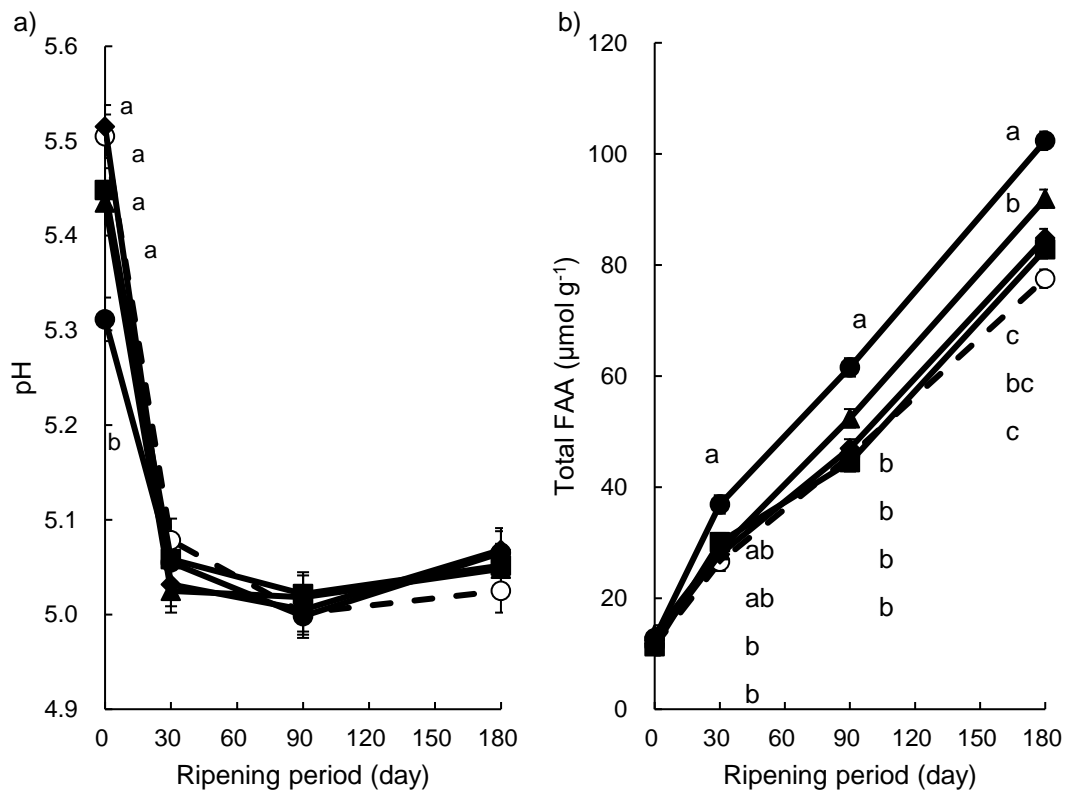 a)
5.6
5.5
5.4
5.3
5.2
5.1
5.0
4.9
pH
a
a
a
a
b
0 30 60 90 120 150 180
Ripening period (day)
b)
120
100
80
60
40
20
0
Total FAA (μmol g-1)
a
b
a
c
bc
c
a
b
b
b
b
ab
ab
b
b
0 30 60 90 120 150 180
Ripening period (day)